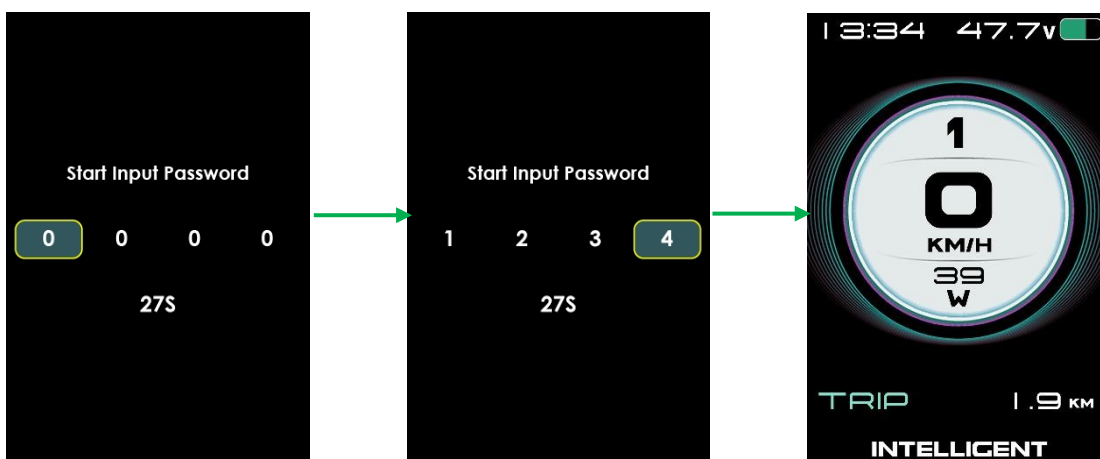 Start Input Password
0 0 0 0
27S
Start Input Password
1 2 3 4
27S
13:34 47.7V
1
0
KM/H
39
W
TRIP 1.9 KM
INTELLIGENT